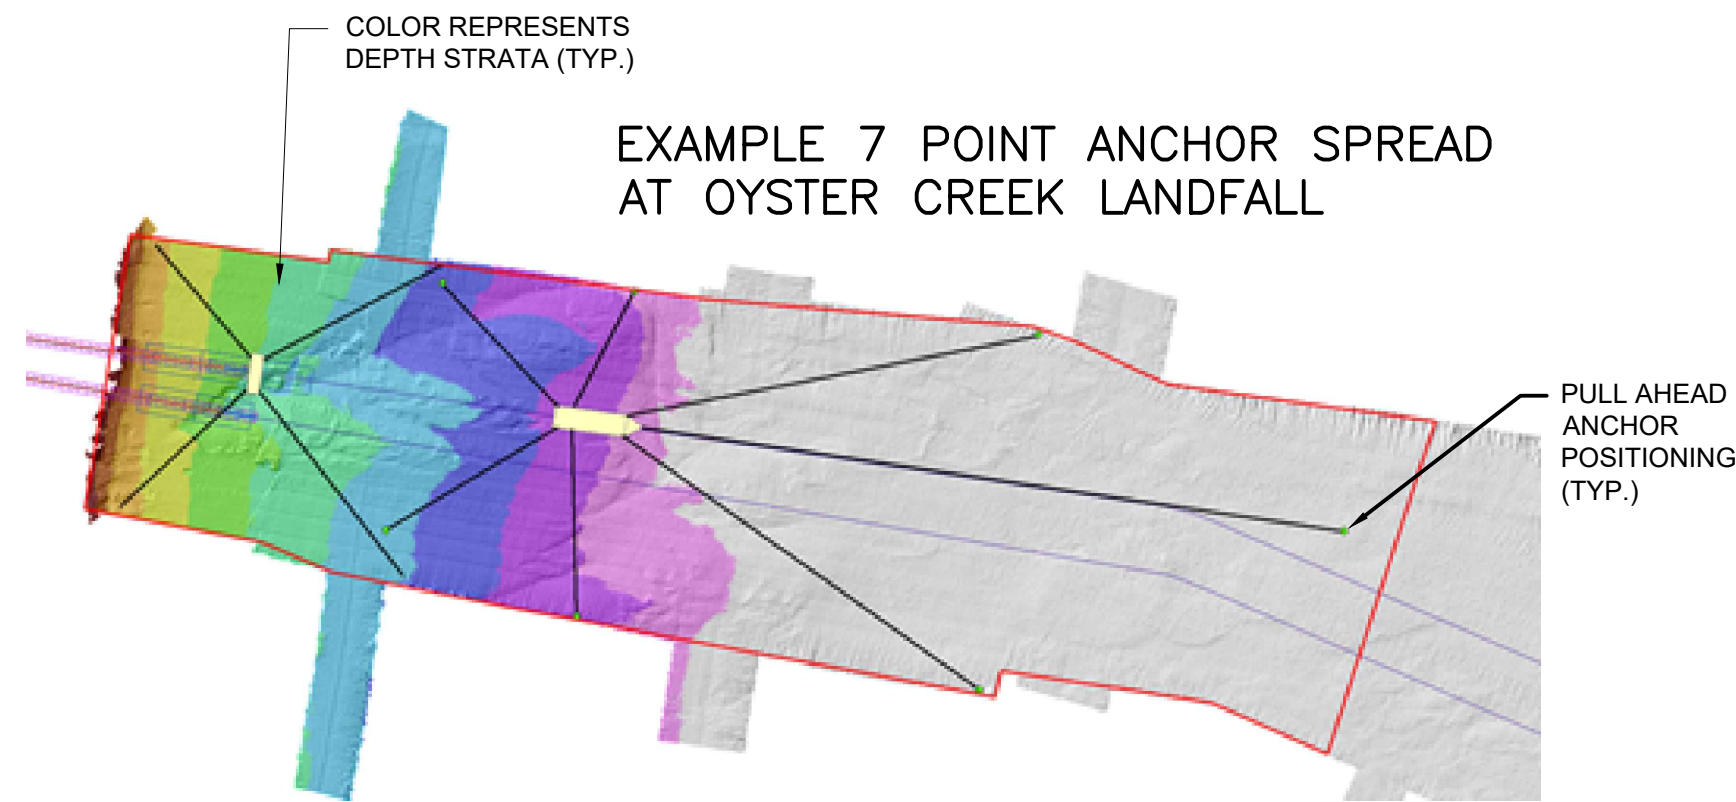 COLOR REPRESENTS
DEPTH STRATA (TYP.)
EXAMPLE 7 POINT ANCHOR SPREAD
AT OYSTER CREEK LANDFALL
PULL AHEAD
ANCHOR
POSITIONING
(TYP.)